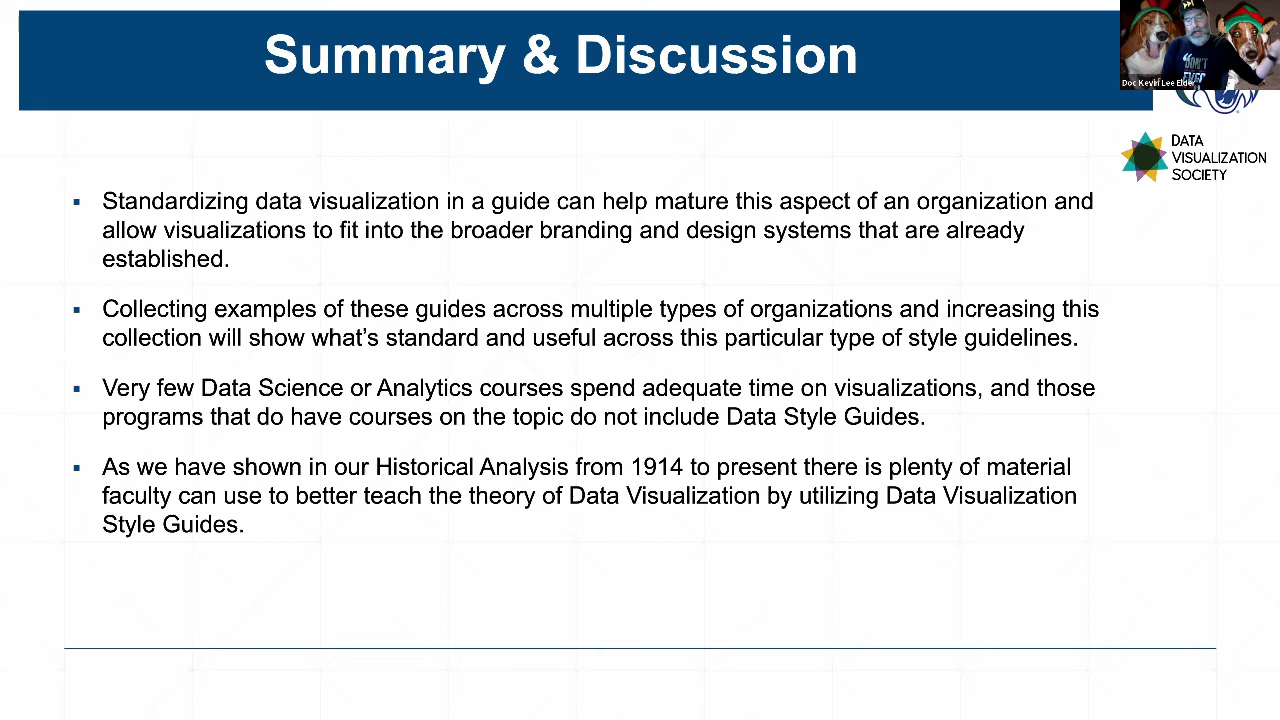 Summary & Discussion
Doc Kevin Lee Elder
"DON'T
EVER
DATA
VISUALIZATION
SOCIETY
▪ Standardizing data visualization in a guide can help mature this aspect of an organization and
allow visualizations to fit into the broader branding and design systems that are already
established.
▪ Collecting examples of these guides across multiple types of organizations and increasing this
collection will show what’s standard and useful across this particular type of style guidelines.
▪ Very few Data Science or Analytics courses spend adequate time on visualizations, and those
programs that do have courses on the topic do not include Data Style Guides.
▪ As we have shown in our Historical Analysis from 1914 to present there is plenty of material
faculty can use to better teach the theory of Data Visualization by utilizing Data Visualization
Style Guides.